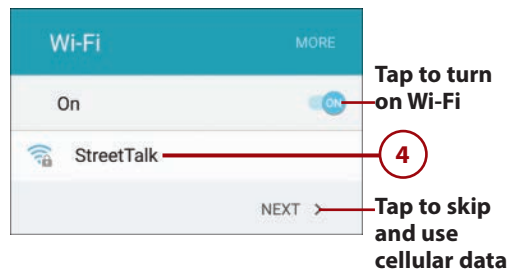 Wi-Fi
MORE
On
ON
Tap to turn
on Wi-Fi
StreetTalk
4
NEXT >
Tap to skip
and use
cellular data